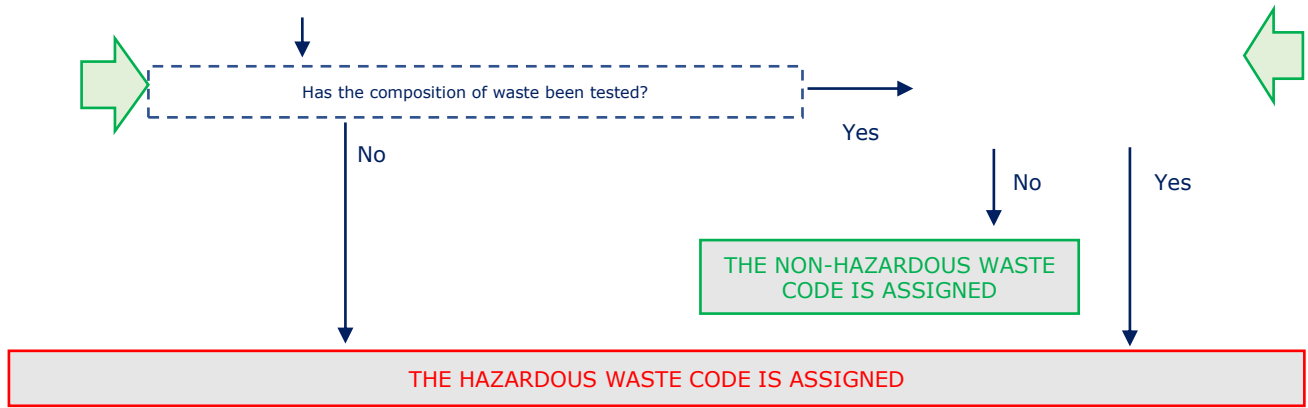 Has the composition of waste been tested?
Yes
No
No
Yes
THE NON-HAZARDOUS WASTE
CODE IS ASSIGNED
THE HAZARDOUS WASTE CODE IS ASSIGNED